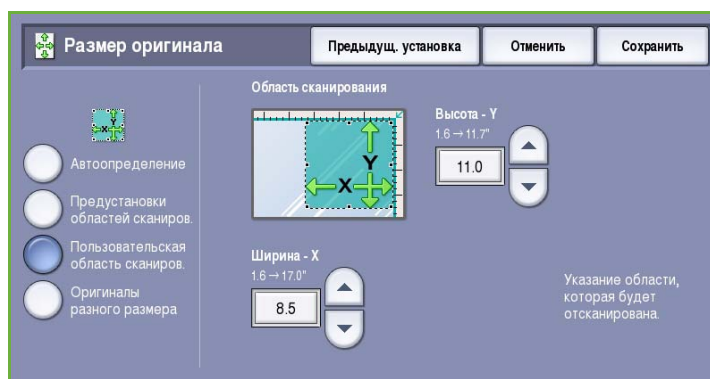 Размер оригинала
Предыдущ. установка
Отменить
Сохранить
Автоопределение
Предустановки
областей сканиров.
Пользовательская
область сканиров.
Оригиналы
разного размера
Область сканирования
Y
X
Высота - Y
1.6→11.7"
11.0
Ширина - X
1.6→17.0"
8.5
Указание области,
которая будет
отсканирована.